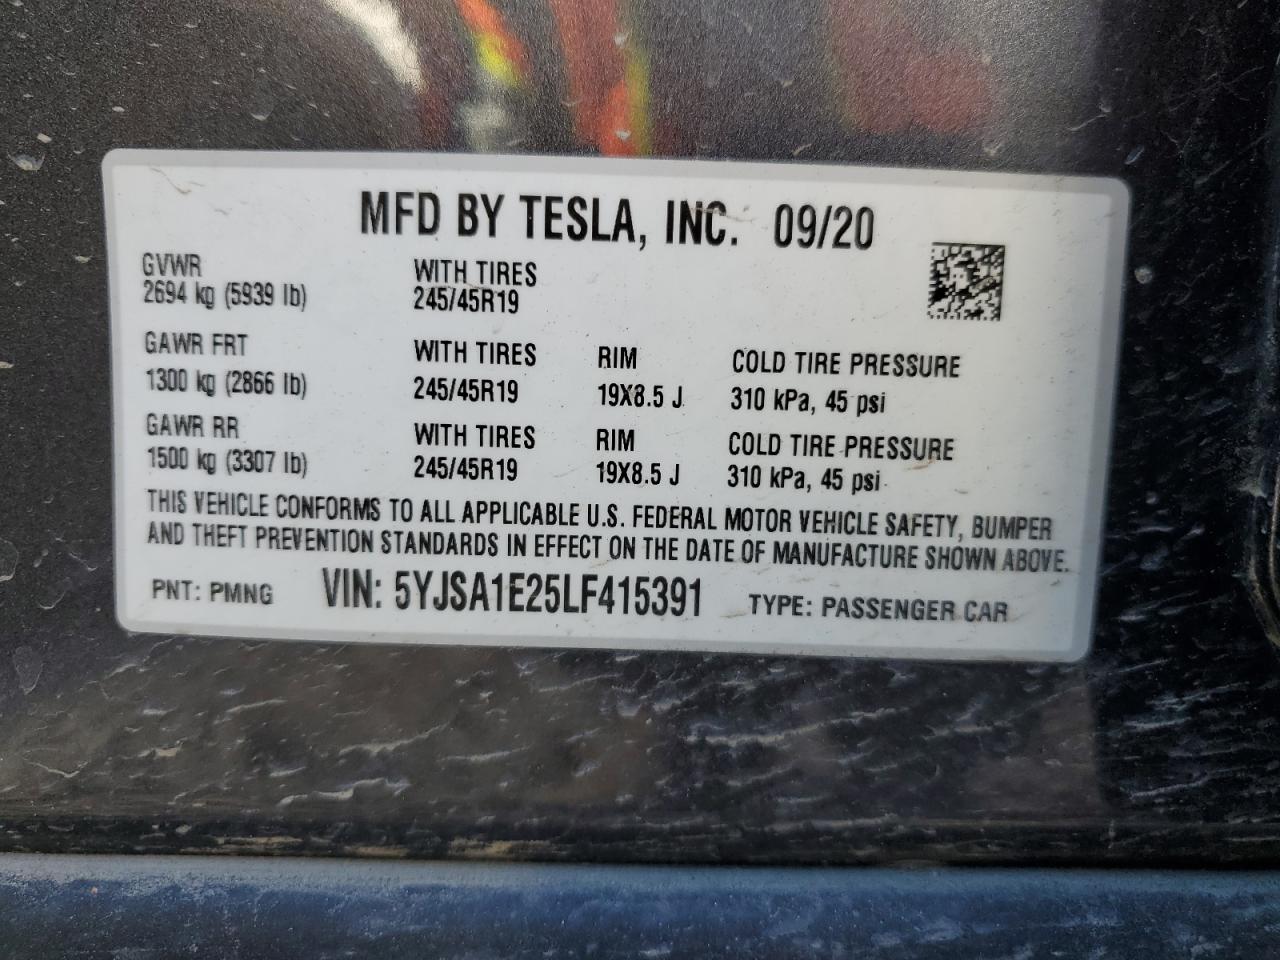 MFD BY TESLA, INC. 09/20
GVWR WITH TIRES
2694 kg (5939 lb) 245/45R19
GAWR FRT WITH TIRES RIM COLD TIRE PRESSURE
1300 kg (2866 lb) 245/45R19 19X8.5 J 310 kPa, 45 psi
GAWR RR WITH TIRES RIM COLD TIRE PRESSURE
1500 kg (3307 lb) 245/45R19 19X8.5 J 310 kPa, 45 psi
THIS VEHICLE CONFORMS TO ALL APPLICABLE U.S. FEDERAL MOTOR VEHICLE SAFETY, BUMPER
AND THEFT PREVENTION STANDARDS IN EFFECT ON THE DATE OF MANUFACTURE SHOWN ABOVE.
PNT: PMNG VIN: 5YJSA1E25LF415391 TYPE: PASSENGER CAR